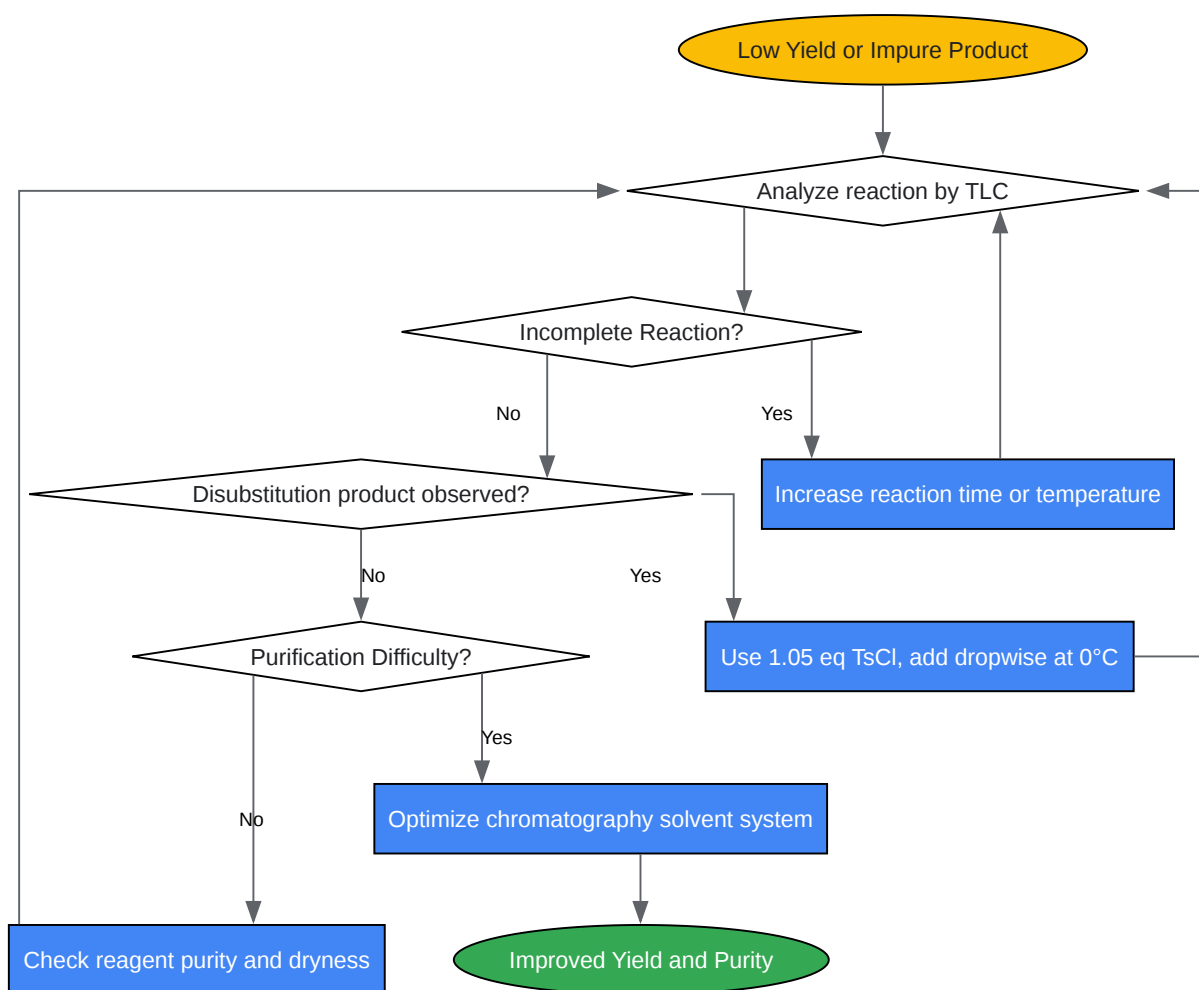 Low Yield or Impure Product
Analyze reaction by TLC
Incomplete Reaction?
No
Yes
Disubstitution product observed?
Increase reaction time or temperature
No
Yes
Purification Difficulty?
Use 1.05 eq TsCl, add dropwise at 0°C
Yes
No
Optimize chromatography solvent system
Check reagent purity and dryness
Improved Yield and Purity